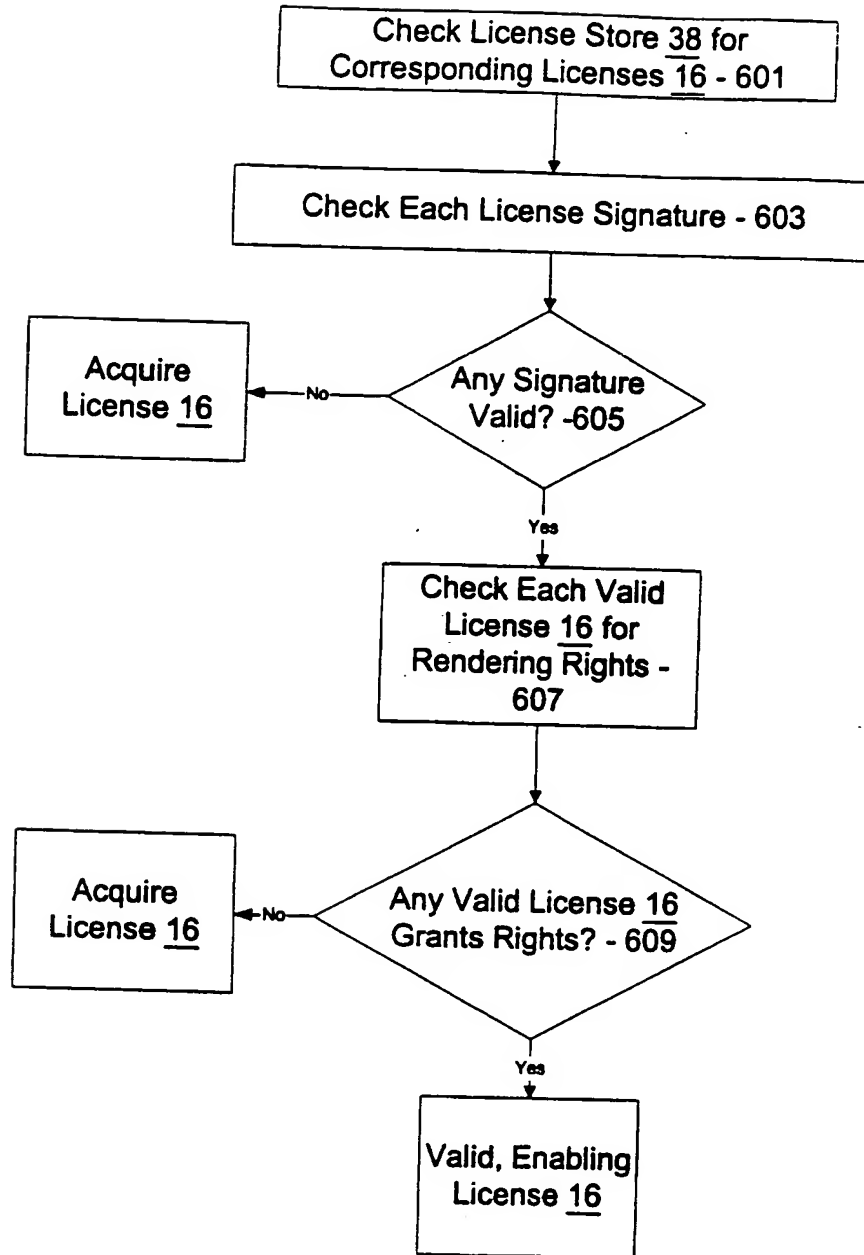 Check License Store 38 for
Corresponding Licenses 16 - 601
Check Each License Signature - 603
Any Signature
Valid? -605
No
Acquire
License 16
Yes
Check Each Valid
License 16 for
Rendering Rights -
607
Any Valid License 16
Grants Rights? - 609
No
Acquire
License 16
Yes
Valid, Enabling
License 16